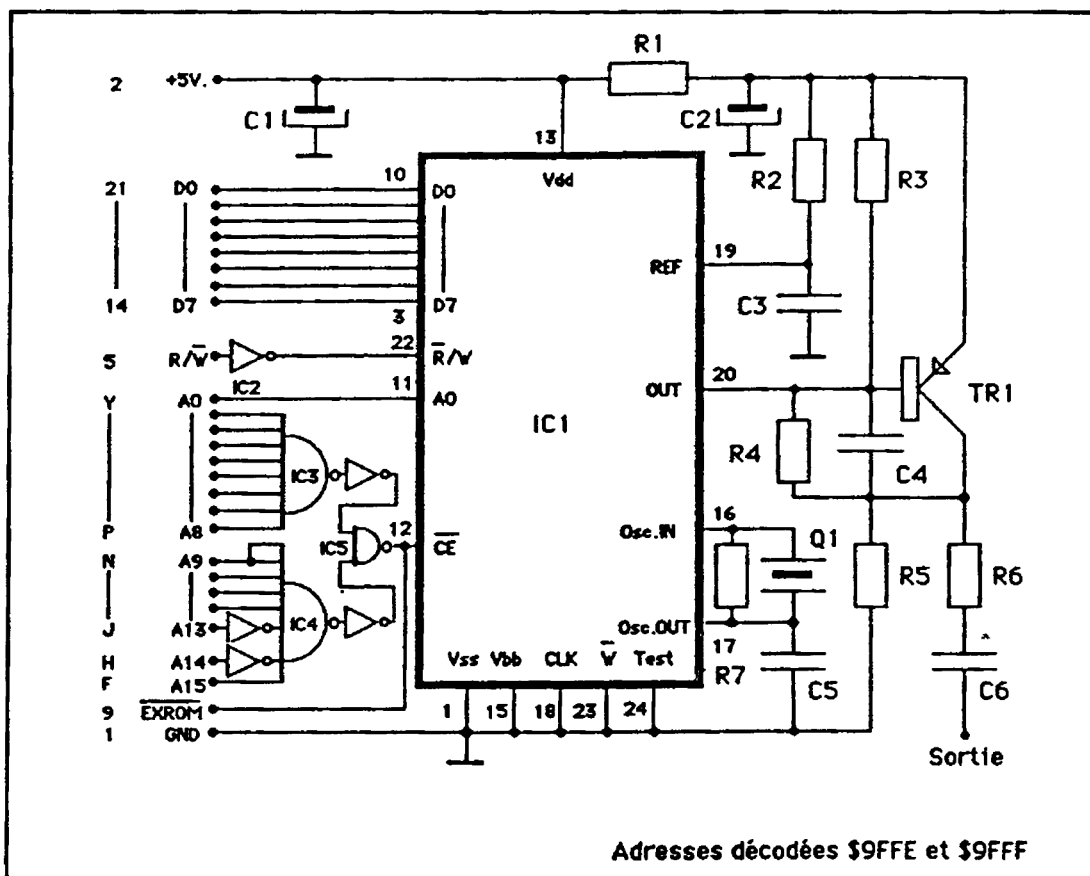 R1
2 +5V.
C1
C2
13
Vdd
R2
R3
21 D0
10
D0
REF
19
C3
14 D7
3
D7
5 R/W̅
IC2
22
R̅/W
Y A0
11
A0
OUT
20
TR1
IC1
R4
C4
IC3
P A8
N A9
IC5
12
C̅E̅
Osc.IN
16
Q1
R5
R6
IC4
J A13
H A14
F A15
Osc.OUT
17
R7
C5
C6
Vss Vbb CLK W̅ Test
9 E̅X̅R̅O̅M̅
1 GND
1 15 18 23 24
Sortie
Adresses décodées $9FFE et $9FFF